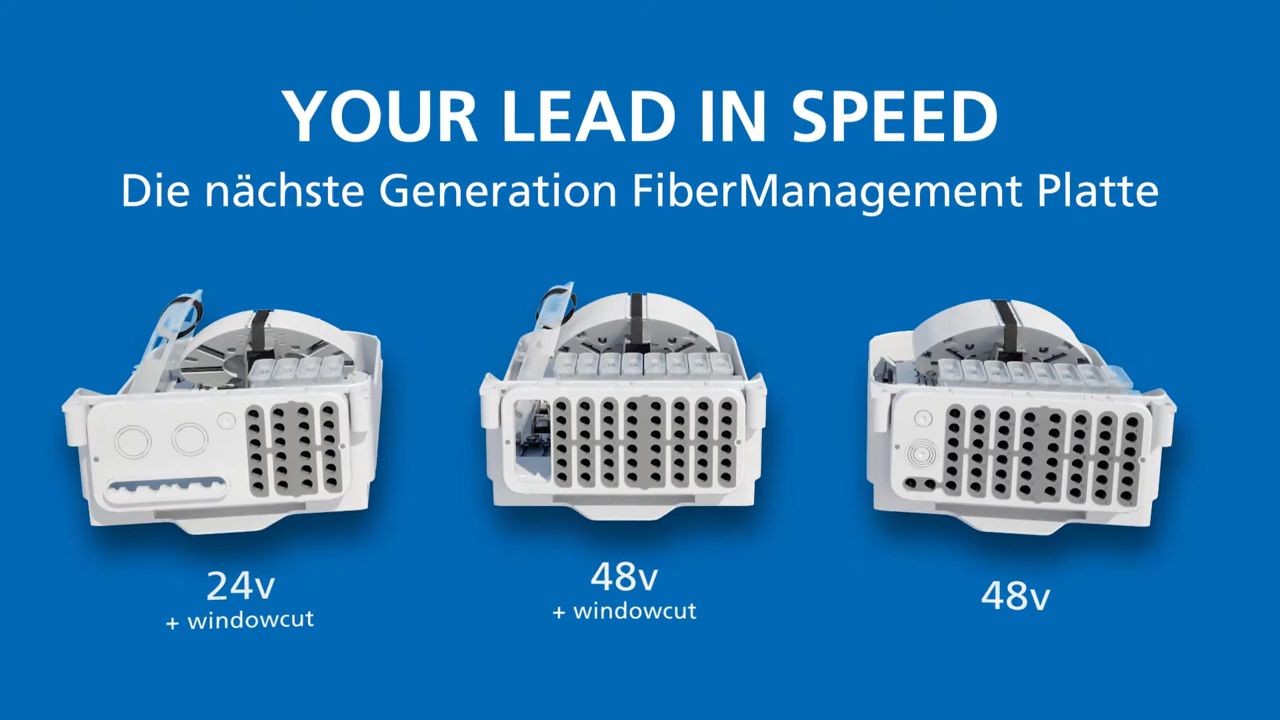 YOUR LEAD IN SPEED
Die nächste Generation FiberManagement Platte
24v
+ windowcut
48v
+ windowcut
48v